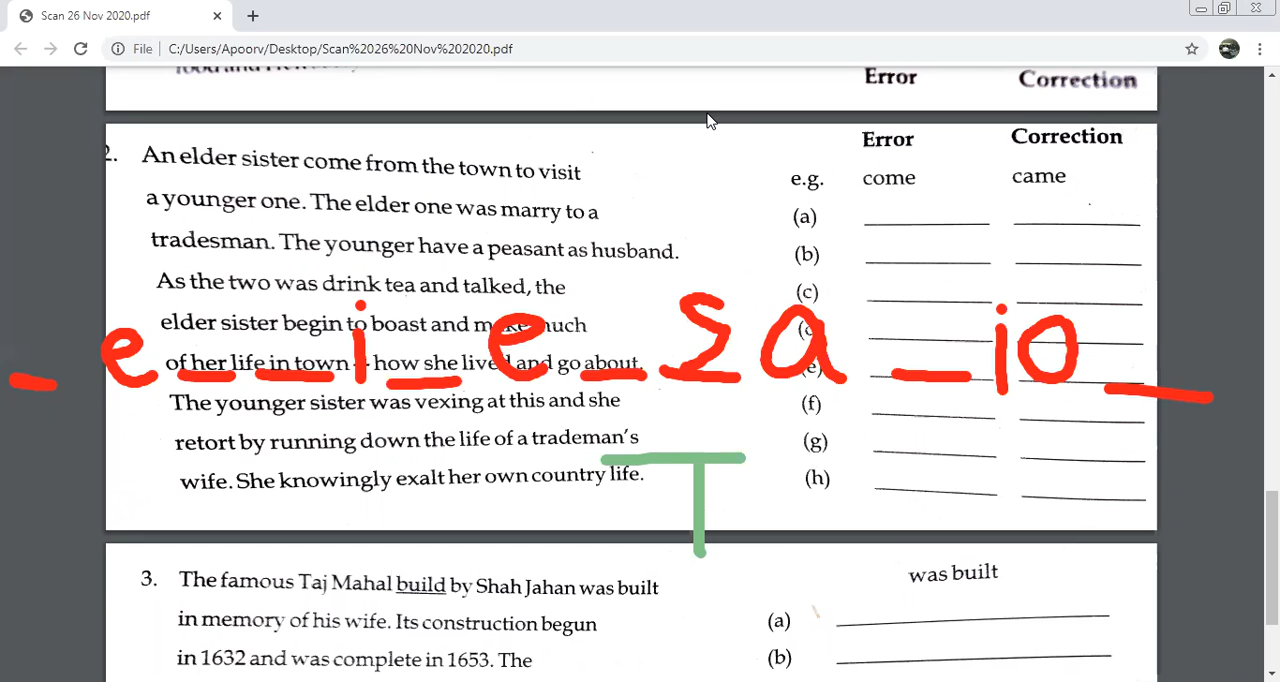 Scan 26 Nov 2020.pdf
File C:/Users/Apoorv/Desktop/Scan%2026%20Nov%202020.pdf
Error Correction
Error Correction
2. An elder sister come from the town to visit e.g. come came
a younger one. The elder one was marry to a (a)
tradesman. The younger have a peasant as husband. (b)
As the two was drink tea and talked, the (c)
elder sister begin to boast and make much (d)
of her life in town - how she lived and go about. (e)
_ e _ _ i _ e _ s a _ i o _
The younger sister was vexing at this and she (f)
retort by running down the life of a trademan's (g)
wife. She knowingly exalt her own country life. (h)
T
3. The famous Taj Mahal build by Shah Jahan was built was built
in memory of his wife. Its construction begun (a)
in 1632 and was complete in 1653. The (b)